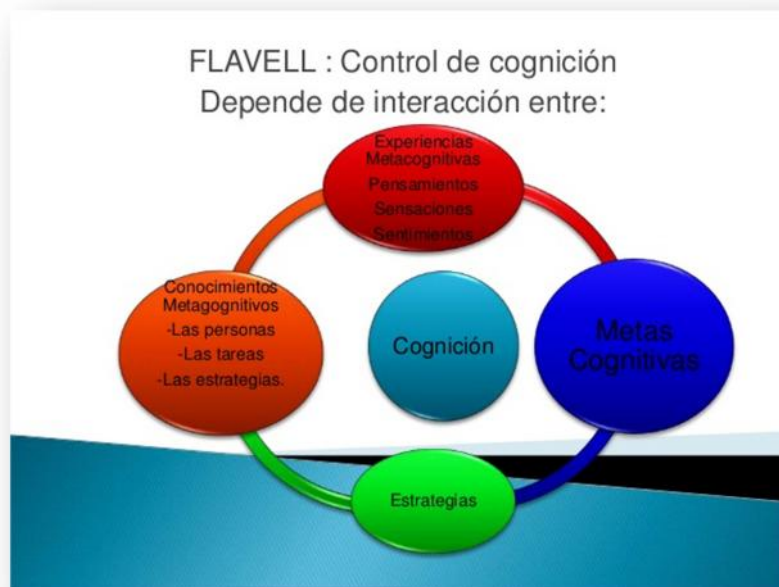 FLAVELL : Control de cognición
Depende de interacción entre:
Experiencias
Metacognitivas
Pensamientos
Sensaciones
Sentimientos
Conocimientos
Metagognitivos
-Las personas
-Las tareas
-Las estrategias.
Cognición
Metas
Cognitivas
Estrategias